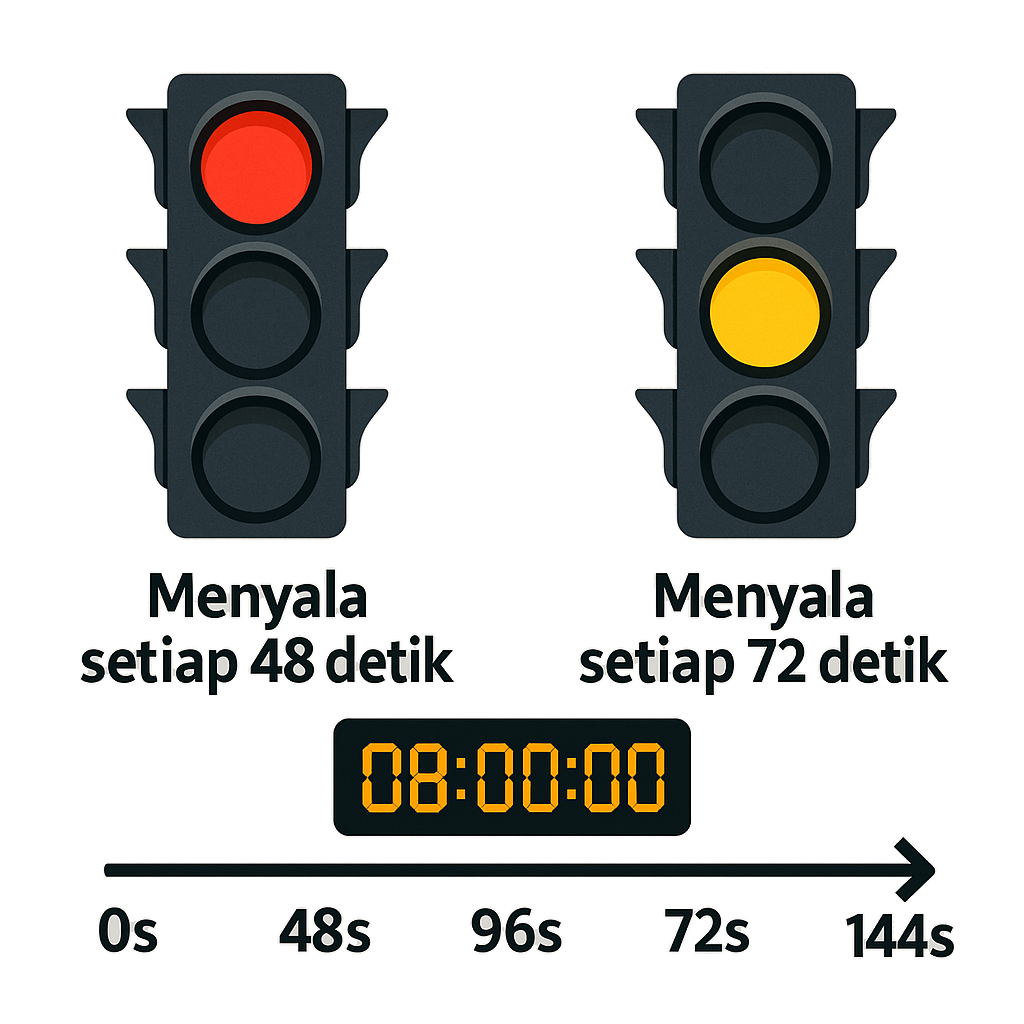 Menyala
setiap 48 detik
Menyala
setiap 72 detik
08:00:00
0s 48s 96s 72s 144s